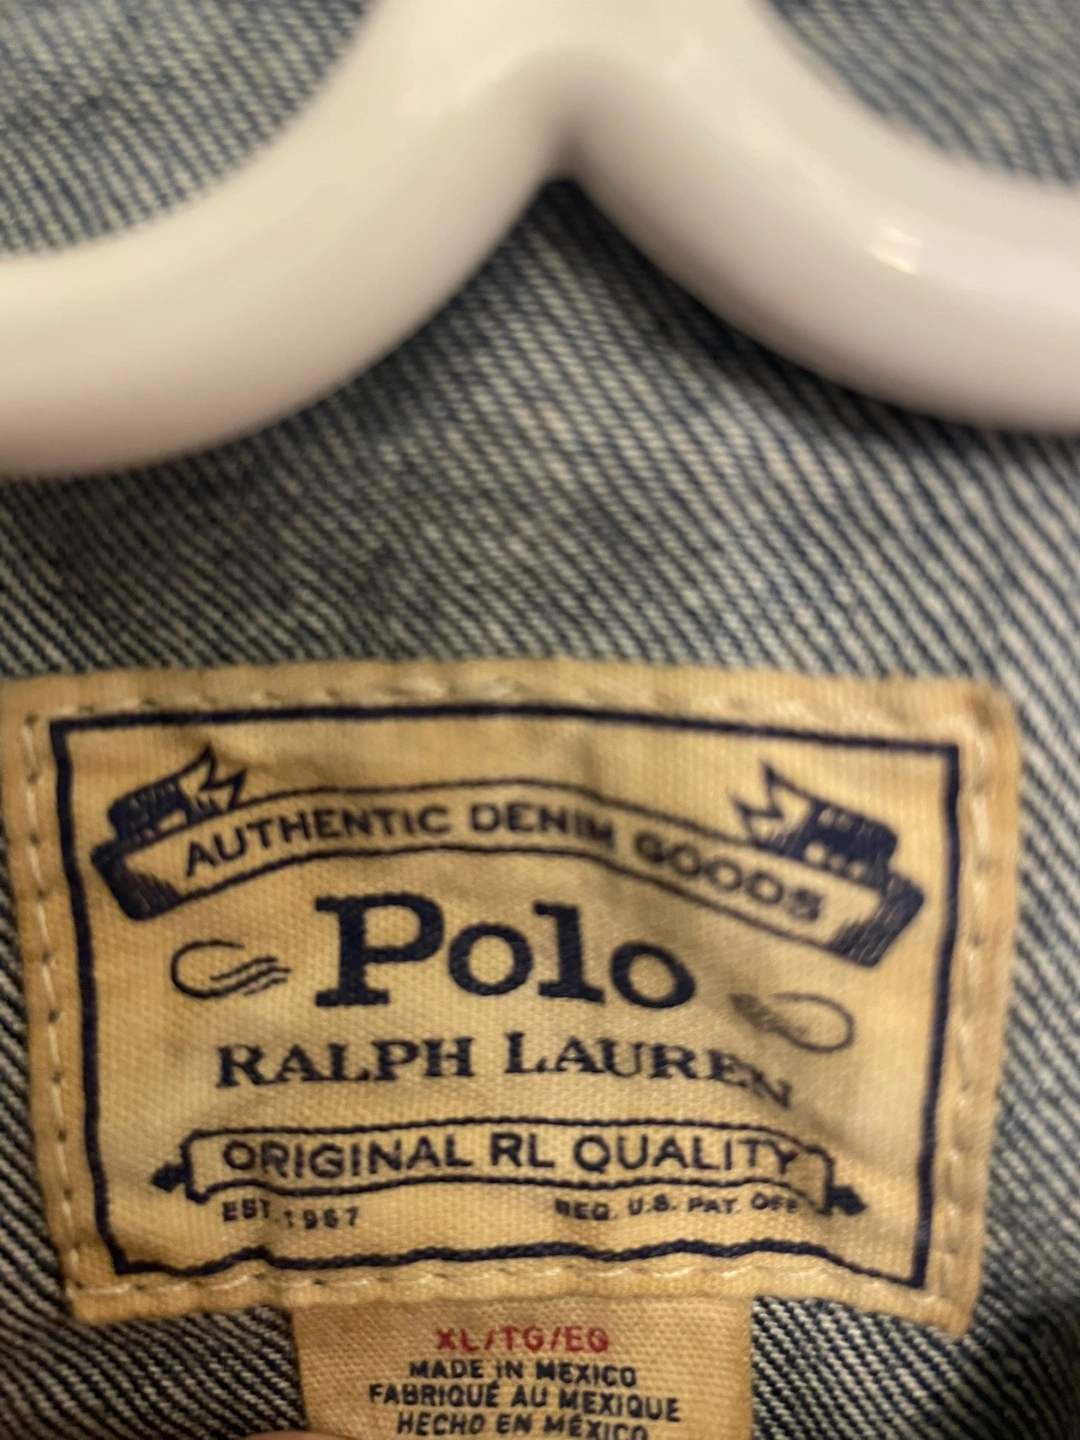 AUTHENTIC DENIM GOODS
Polo
RALPH LAUREN
ORIGINAL RL QUALITY
EST. 1967 REG. U.S. PAT. OFF.
XL/TG/EG
MADE IN MEXICO
FABRIQUÉ AU MEXIQUE
HECHO EN MÉXICO